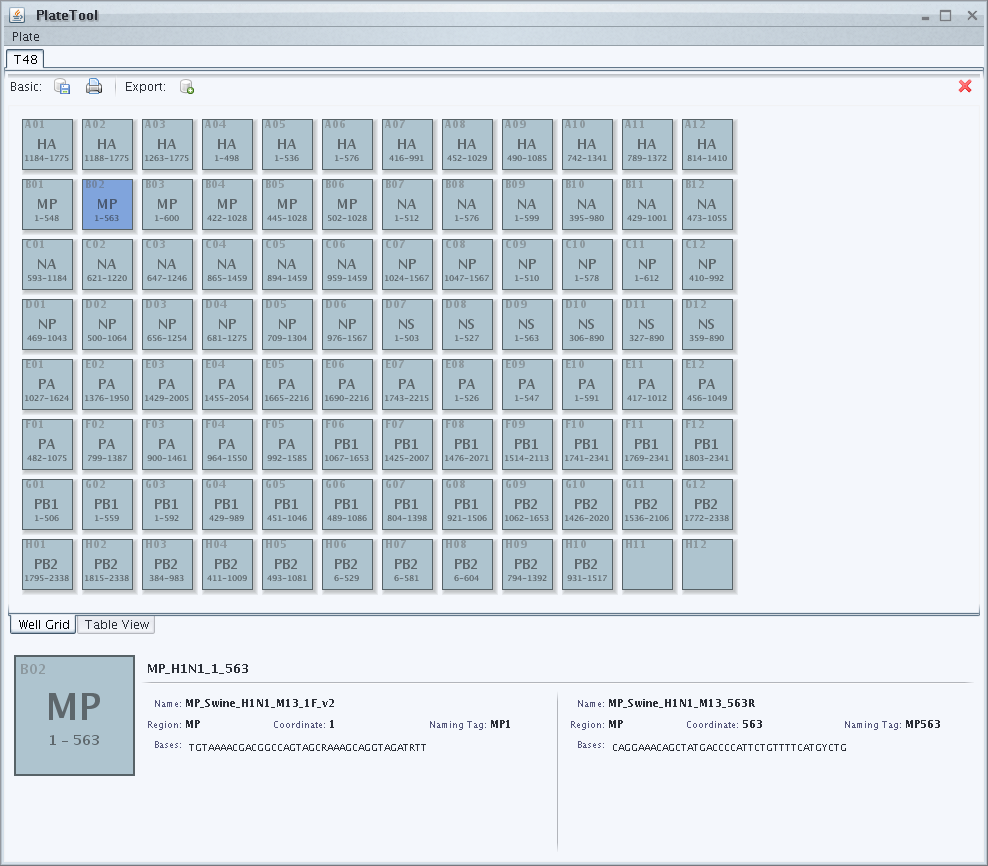 PlateTool
Plate
T48
Basic: Export:
A01 A02 A03 A04 A05 A06 A07 A08 A09 A10 A11 A12
HA HA HA HA HA HA HA HA HA HA HA HA
1184-1775 1188-1775 1263-1775 1-498 1-536 1-576 416-991 452-1029 490-1085 742-1341 789-1372 814-1410
B01 B02 B03 B04 B05 B06 B07 B08 B09 B10 B11 B12
MP MP MP MP MP MP NA NA NA NA NA NA
1-548 1-563 1-600 422-1028 445-1028 502-1028 1-512 1-576 1-599 395-980 429-1001 473-1055
C01 C02 C03 C04 C05 C06 C07 C08 C09 C10 C11 C12
NA NA NA NA NA NA NP NP NP NP NP NP
593-1184 621-1220 647-1246 865-1459 894-1459 959-1459 1024-1567 1047-1567 1-510 1-578 1-612 410-992
D01 D02 D03 D04 D05 D06 D07 D08 D09 D10 D11 D12
NP NP NP NP NP NP NS NS NS NS NS NS
469-1043 500-1064 656-1254 681-1275 709-1304 976-1567 1-503 1-527 1-563 306-890 327-890 359-890
E01 E02 E03 E04 E05 E06 E07 E08 E09 E10 E11 E12
PA PA PA PA PA PA PA PA PA PA PA PA
1027-1624 1376-1950 1429-2005 1455-2054 1665-2216 1690-2216 1743-2215 1-526 1-547 1-591 417-1012 456-1049
F01 F02 F03 F04 F05 F06 F07 F08 F09 F10 F11 F12
PA PA PA PA PA PB1 PB1 PB1 PB1 PB1 PB1 PB1
482-1075 799-1387 900-1461 964-1550 992-1585 1067-1653 1425-2007 1476-2071 1514-2113 1741-2341 1769-2341 1803-2341
G01 G02 G03 G04 G05 G06 G07 G08 G09 G10 G11 G12
PB1 PB1 PB1 PB1 PB1 PB1 PB1 PB1 PB2 PB2 PB2 PB2
1-506 1-559 1-592 429-989 451-1046 489-1086 804-1398 921-1506 1062-1653 1426-2020 1536-2106 1772-2338
H01 H02 H03 H04 H05 H06 H07 H08 H09 H10 H11 H12
PB2 PB2 PB2 PB2 PB2 PB2 PB2 PB2 PB2 PB2
1795-2338 1815-2338 384-983 411-1009 493-1081 6-529 6-581 6-604 794-1392 931-1517
Well Grid Table View
B02
MP
1 - 563
MP_H1N1_1_563
Name: MP_Swine_H1N1_M13_1F_v2
Region: MP Coordinate: 1 Naming Tag: MP1
Bases: TGTAAAACGACGGCCAGTAGCRAAAGCAGGTAGATRTT
Name: MP_Swine_H1N1_M13_563R
Region: MP Coordinate: 563 Naming Tag: MP563
Bases: CAGGAAACAGCTATGACCCCATTCTGTTTTCATGYCTG